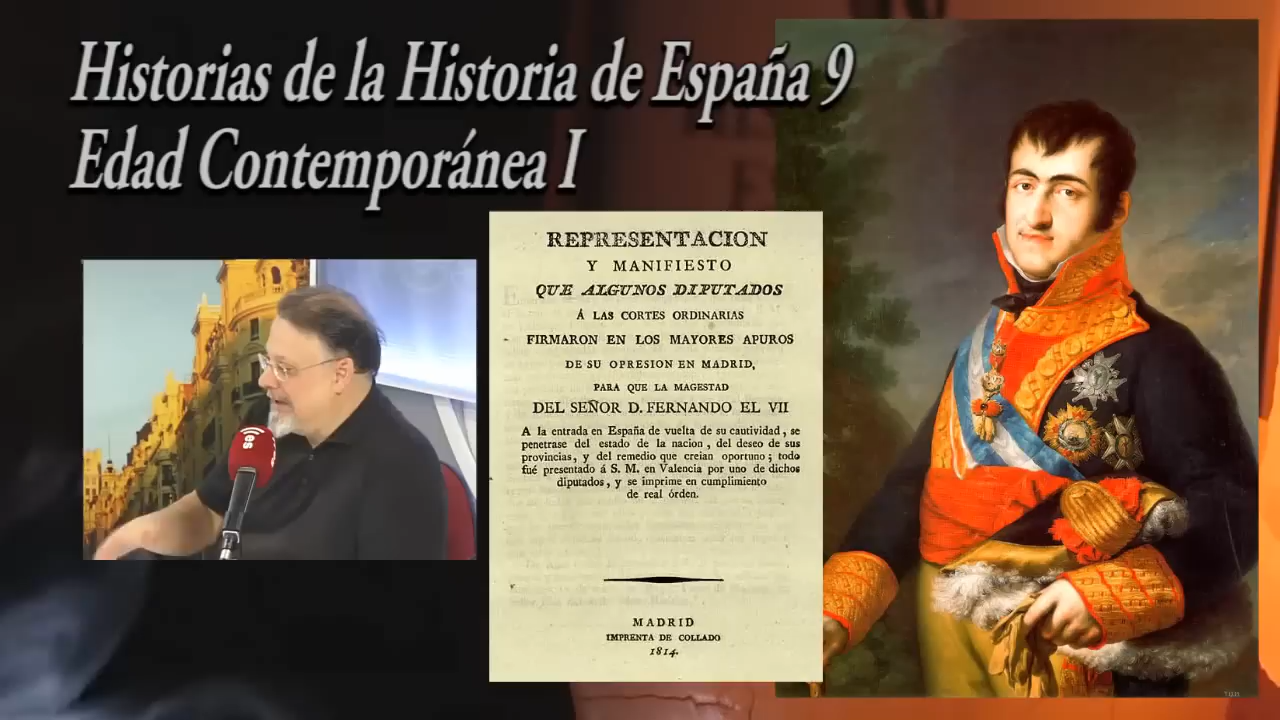 Historias de la Historia de España 9
Edad Contemporánea I
REPRESENTACION
Y MANIFIESTO
QUE ALGUNOS DIPUTADOS
Á LAS CORTES ORDINARIAS
FIRMARON EN LOS MAYORES APUROS
DE SU OPRESION EN MADRID,
PARA QUE LA MAGESTAD
DEL SEÑOR D. FERNANDO EL VII
A la entrada en España de vuelta de su cautividad, se
penetrase del estado de la nacion, del deseo de sus
provincias, y del remedio que creian oportuno; todo
fué presentado á S. M. en Valencia por uno de dichos
diputados, y se imprime en cumplimiento
de real órden.
MADRID
IMPRENTA DE COLLADO
1814.
es